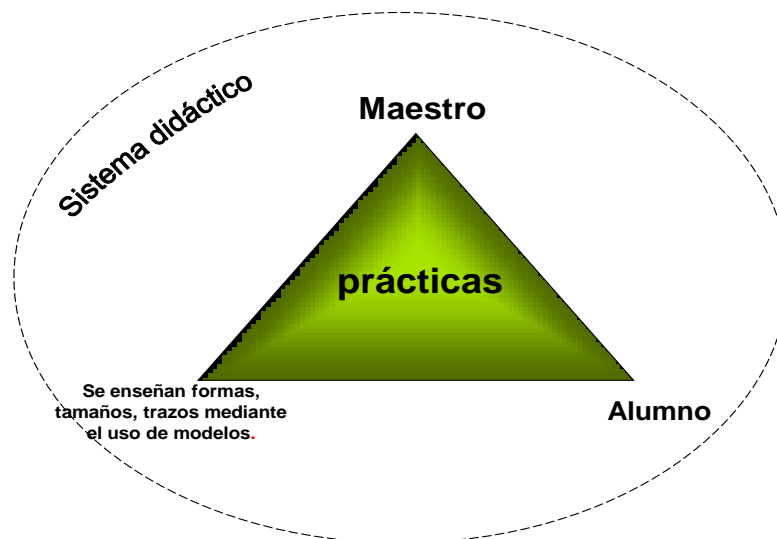 Sistema didáctico
Maestro
prácticas
Se enseñan formas,
tamaños, trazos mediante
el uso de modelos.
Alumno